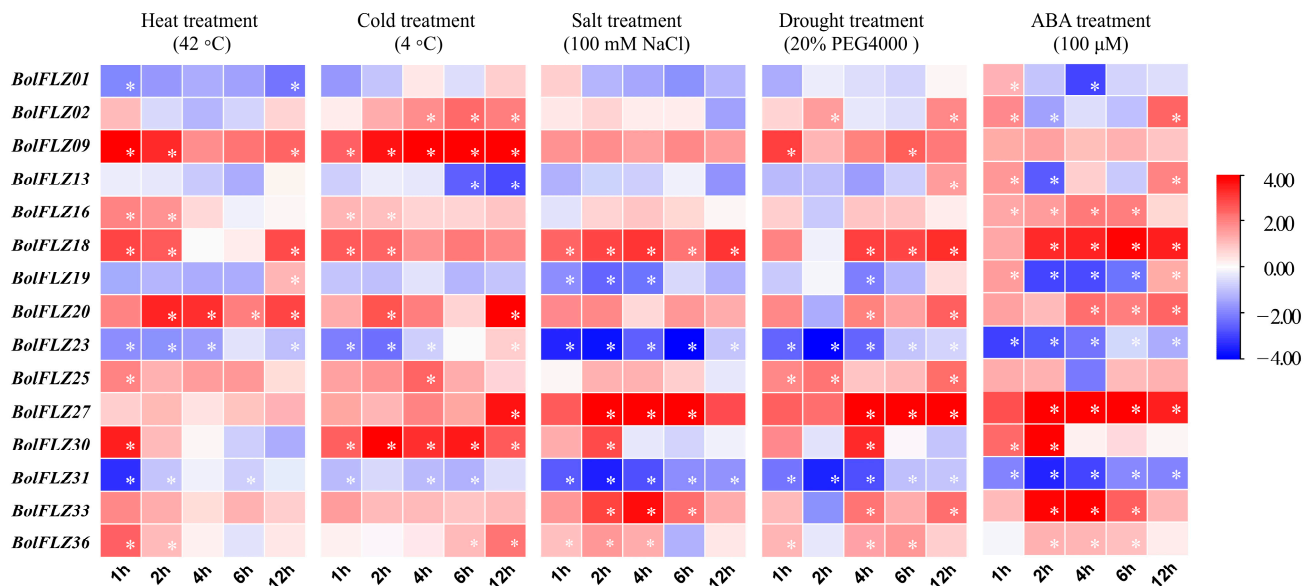 Heat treatment
(42 °C)
Cold treatment
(4 °C)
Salt treatment
(100 mM NaCl)
Drought treatment
(20% PEG4000 )
ABA treatment
(100 μM)
BolFLZ01
BolFLZ02
BolFLZ09
BolFLZ13
BolFLZ16
BolFLZ18
BolFLZ19
BolFLZ20
BolFLZ23
BolFLZ25
BolFLZ27
BolFLZ30
BolFLZ31
BolFLZ33
BolFLZ36
4.00
2.00
0.00
−2.00
−4.00
1h 2h 4h 6h 12h 1h 2h 4h 6h 12h 1h 2h 4h 6h 12h 1h 2h 4h 6h 12h 1h 2h 4h 6h 12h